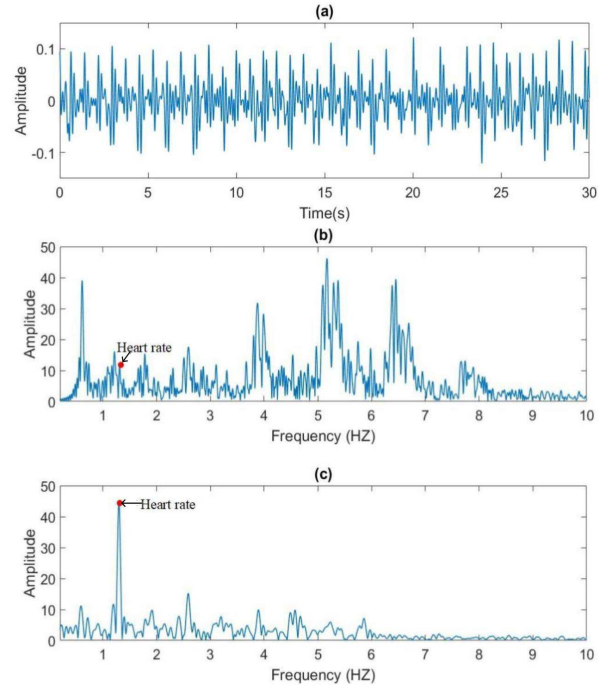 (a)
0.1
0
-0.1
Amplitude
0 5 10 15 20 25 30
Time(s)
(b)
50
40
30
20
10
0
Amplitude
Heart rate
1 2 3 4 5 6 7 8 9 10
Frequency (HZ)
(c)
50
40
30
20
10
0
Amplitude
Heart rate
1 2 3 4 5 6 7 8 9 10
Frequency (HZ)